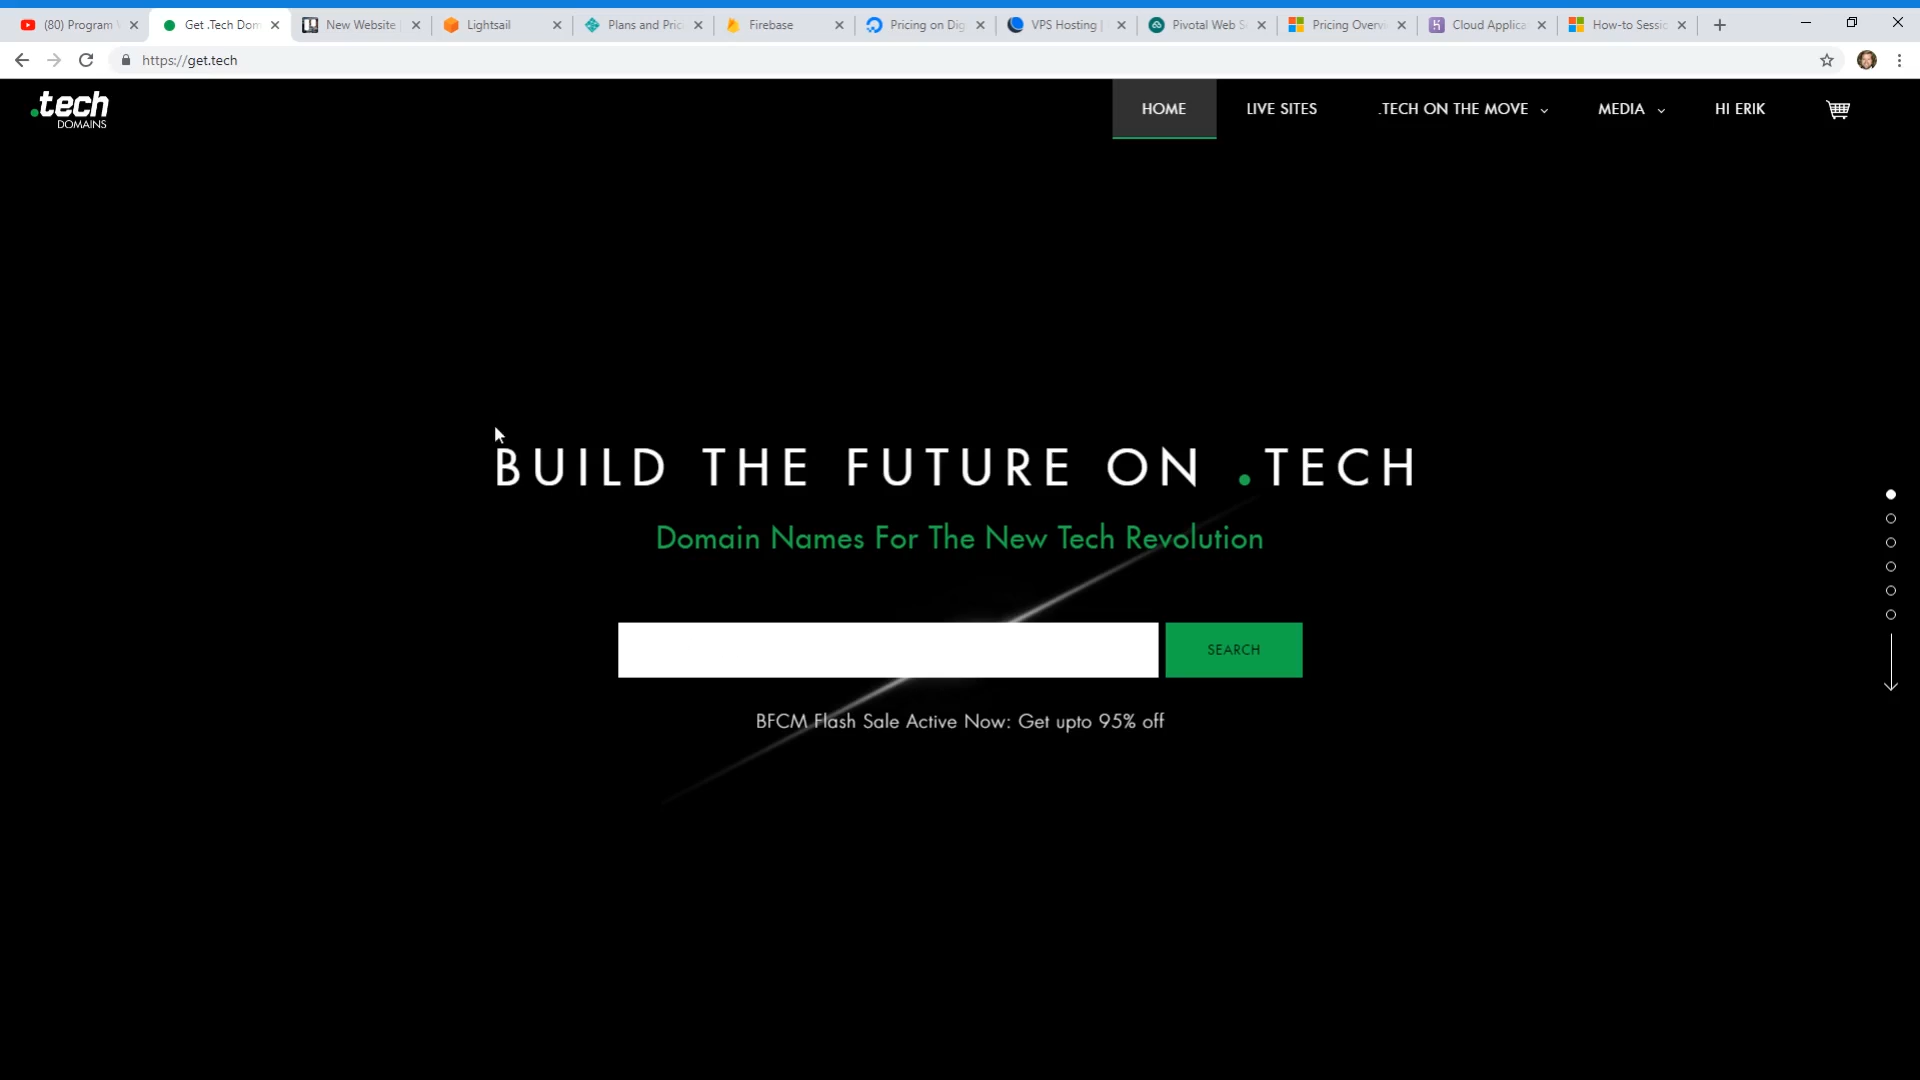 (80) Program
Get .Tech Dom
New Website
Lightsail
Plans and Pric
Firebase
Pricing on Dig
VPS Hosting |
Pivotal Web S
Pricing Overvi
Cloud Applica
How-to Sessic
https://get.tech
.tech
DOMAINS
HOME
LIVE SITES
.TECH ON THE MOVE
MEDIA
HI ERIK
BUILD THE FUTURE ON .TECH
Domain Names For The New Tech Revolution
SEARCH
BFCM Flash Sale Active Now: Get upto 95% off